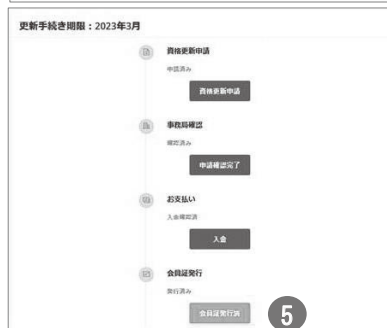 更新手続き期限：2023年3月
資格更新申請
申請済み
資格更新申請
事務局確認
確認済み
申請確認完了
お支払い
入金確認済
入金
会員証発行
発行済み
会員証発行済
5